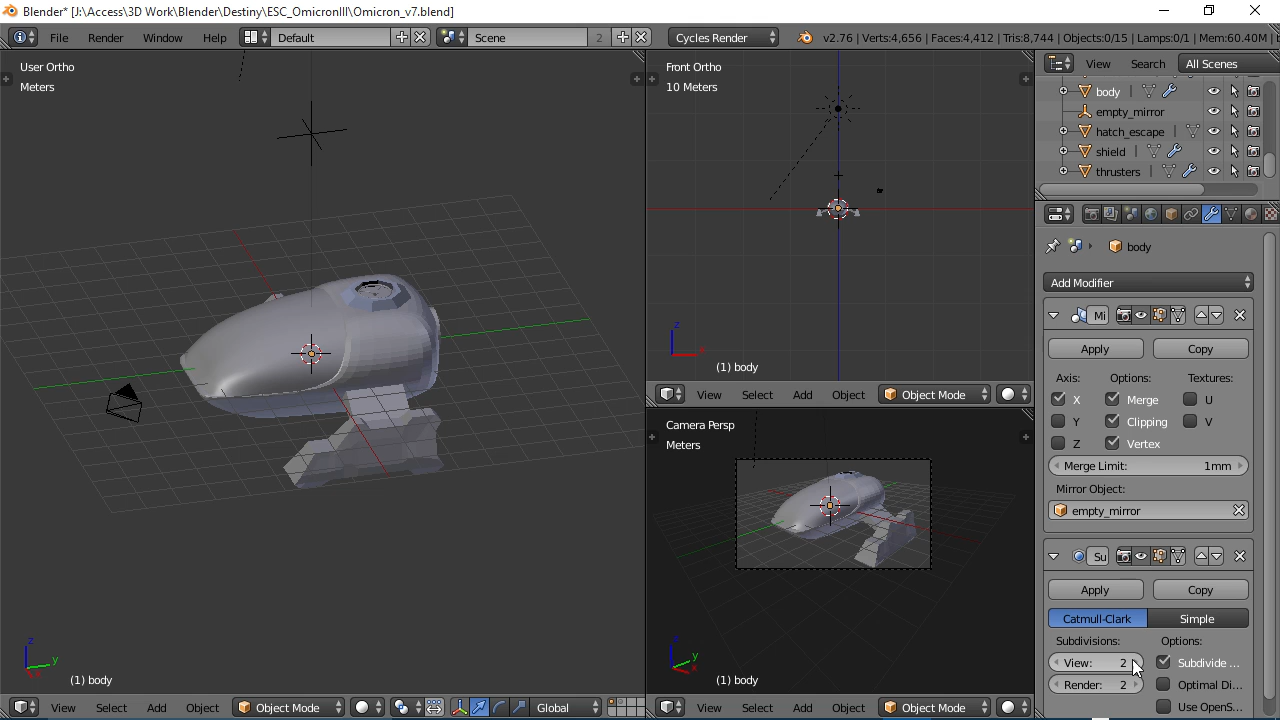 Blender* [J:\Access\3D Work\Blender\Destiny\ESC_OmicronIII\Omicron_v7.blend]
File Render Window Help Default Scene 2 Cycles Render v2.76 | Verts:4,656 | Faces:4,412 | Tris:8,744 | Objects:0/15 | Lamps:0/1 | Mem:60.40M
User Ortho
Meters
z
y
x
(1) body
View Select Add Object Object Mode Global
Front Ortho
10 Meters
z
x
(1) body
View Select Add Object Object Mode
Camera Persp
Meters
z
y
x
(1) body
View Select Add Object Object Mode
View Search All Scenes
body
empty_mirror
hatch_escape
shield
thrusters
body
Add Modifier
Mi
Apply Copy
Axis: Options: Textures:
X Merge U
Y Clipping V
Z Vertex
Merge Limit: 1mm
Mirror Object:
empty_mirror
Su
Apply Copy
Catmull-Clark Simple
Subdivisions: Options:
View: 2 Subdivide ...
Render: 2 Optimal Di...
Use OpenS...